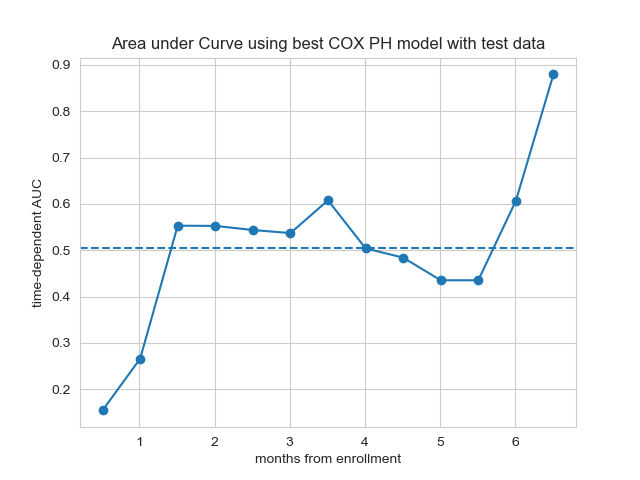 Area under Curve using best COX PH model with test data
time-dependent AUC
0.9
0.8
0.7
0.6
0.5
0.4
0.3
0.2
1 2 3 4 5 6
months from enrollment